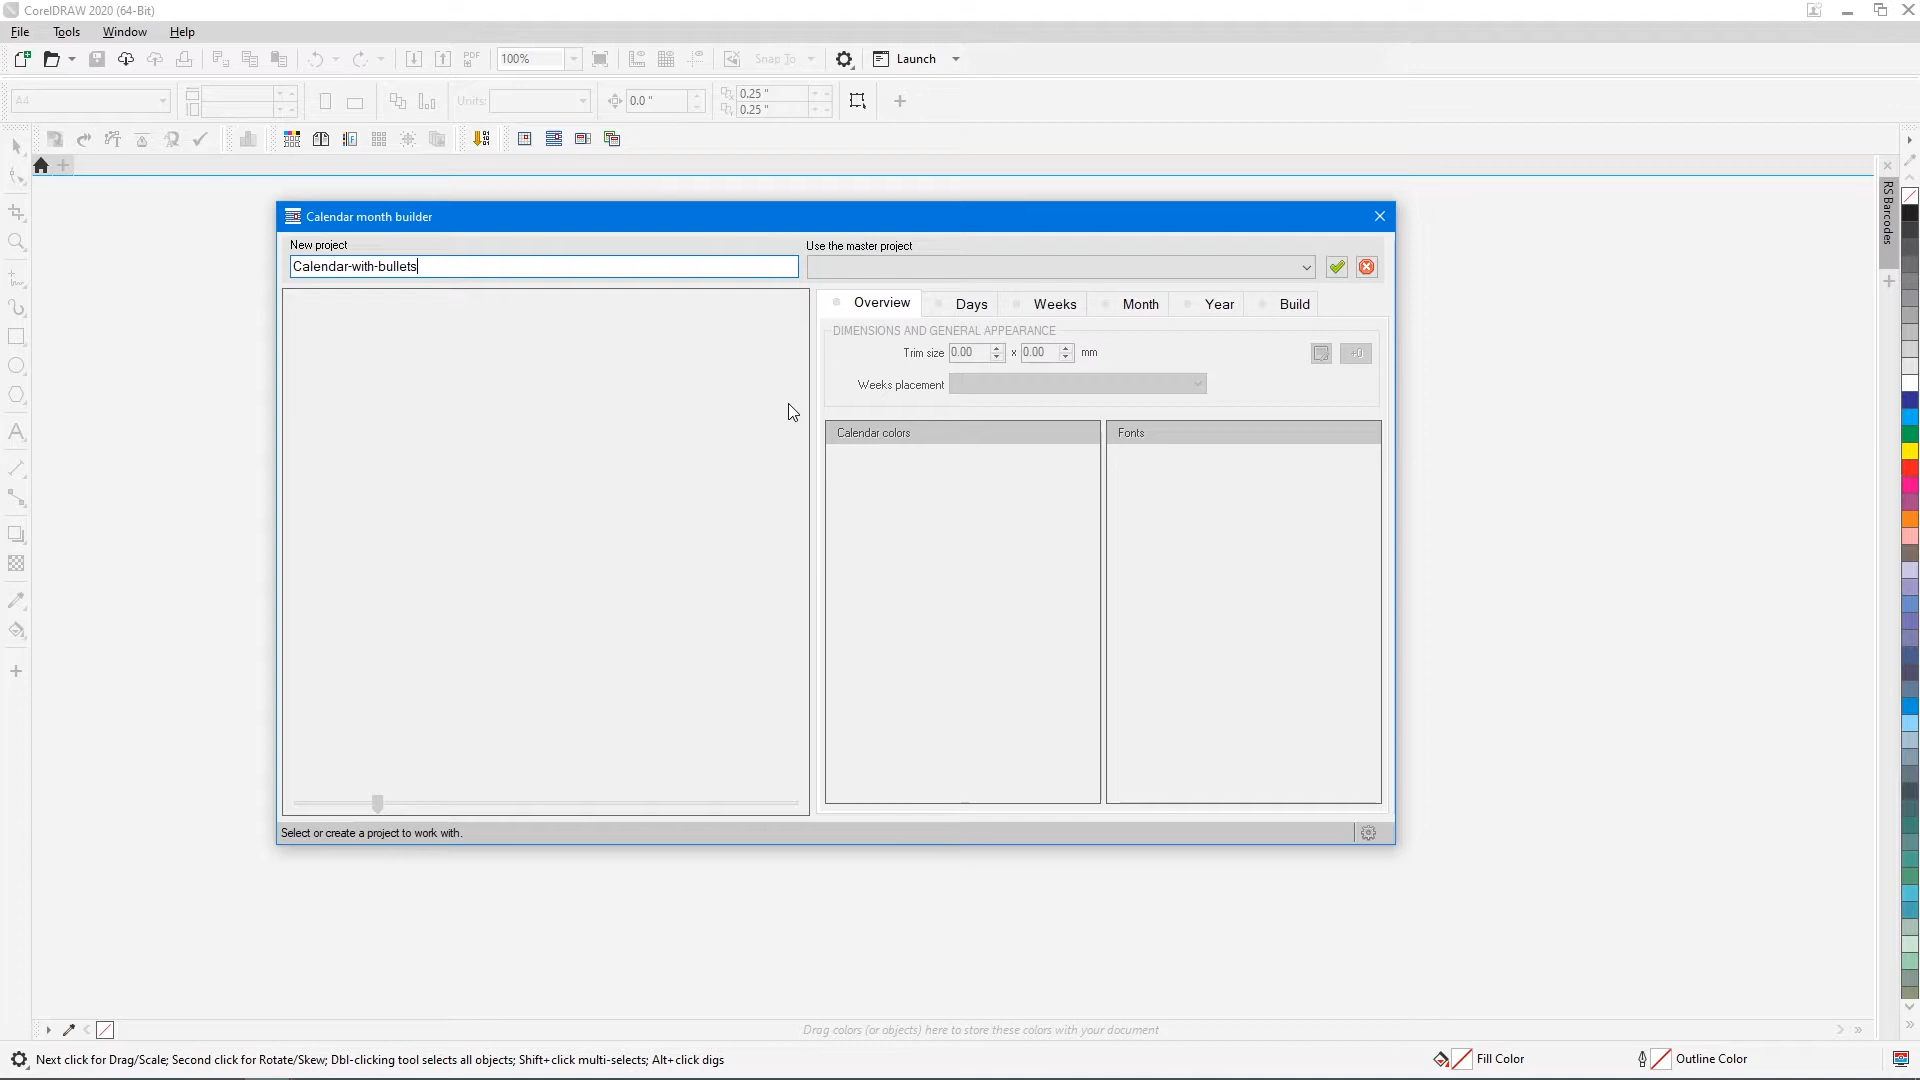 CorelDRAW 2020 (64-Bit)
File Tools Window Help
PDF 100% Snap To Launch
A4 Units: 0.0 " 0.25 "
0.25 "
Calendar month builder
New project Use the master project
Calendar-with-bullets
Overview Days Weeks Month Year Build
DIMENSIONS AND GENERAL APPEARANCE
Trim size 0.00 x 0.00 mm +0
Weeks placement
Calendar colors Fonts
Select or create a project to work with.
RS Barcodes
Drag colors (or objects) here to store these colors with your document
Next click for Drag/Scale; Second click for Rotate/Skew; Dbl-clicking tool selects all objects; Shift+click multi-selects; Alt+click digs Fill Color Outline Color